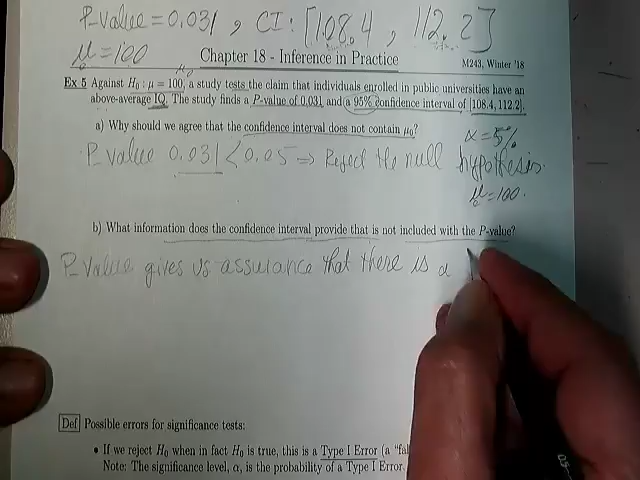 P-value = 0.031 , CI: [108.4 , 112.2]
μ₀ = 100
Chapter 18 - Inference in Practice
M243, Winter '18
μ₀
Ex 5 Against H₀ : μ = 100, a study tests the claim that individuals enrolled in public universities have
above-average IQ. The study finds a P-value of 0.031 and a 95% confidence interval of [108.4, 112.2].
a) Why should we agree that the confidence interval does not contain μ₀?
α = 5%
P value 0.031 < 0.05 ⇒ Reject the null hypothesis.
μ₀ = 100.
b) What information does the confidence interval provide that is not included with the P-value?
P value gives us assurance that there is a
Def Possible errors for significance tests:
• If we reject H₀ when in fact H₀ is true, this is a Type I Error (a
Note: The significance level, α, is the probability of a Type I Error.